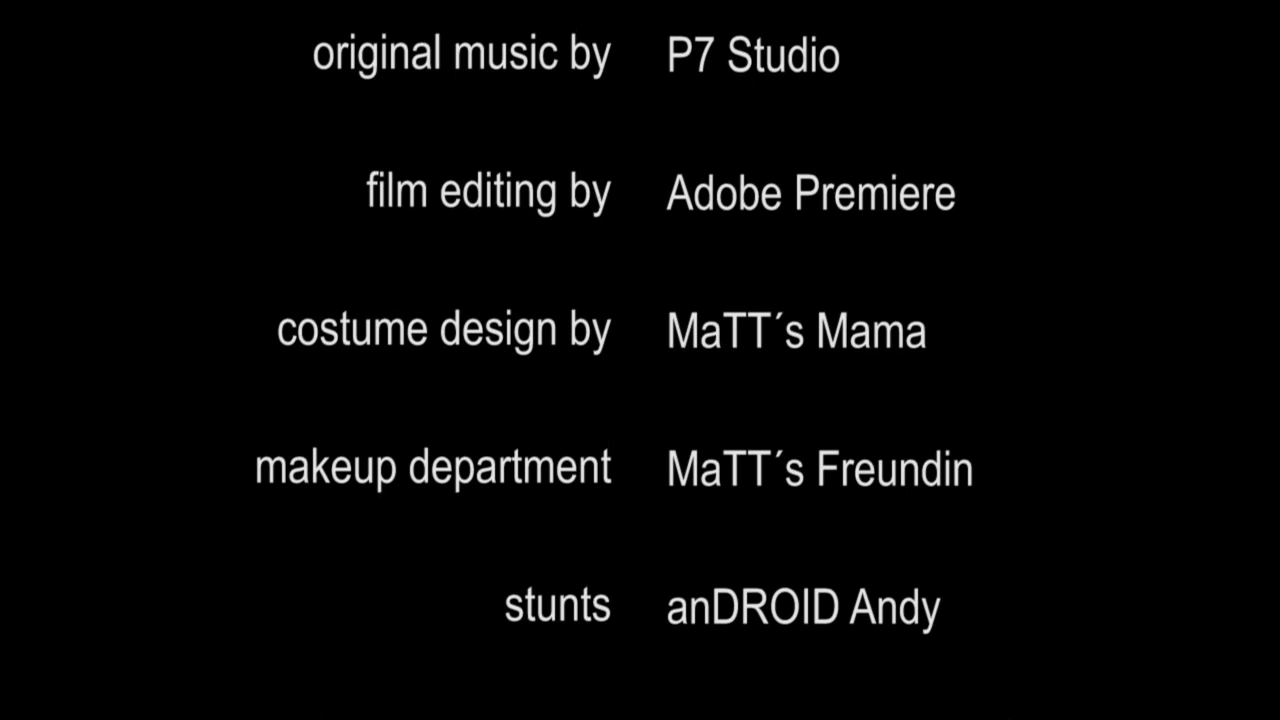 original music by P7 Studio
film editing by Adobe Premiere
costume design by MaTT´s Mama
makeup department MaTT´s Freundin
stunts anDROID Andy